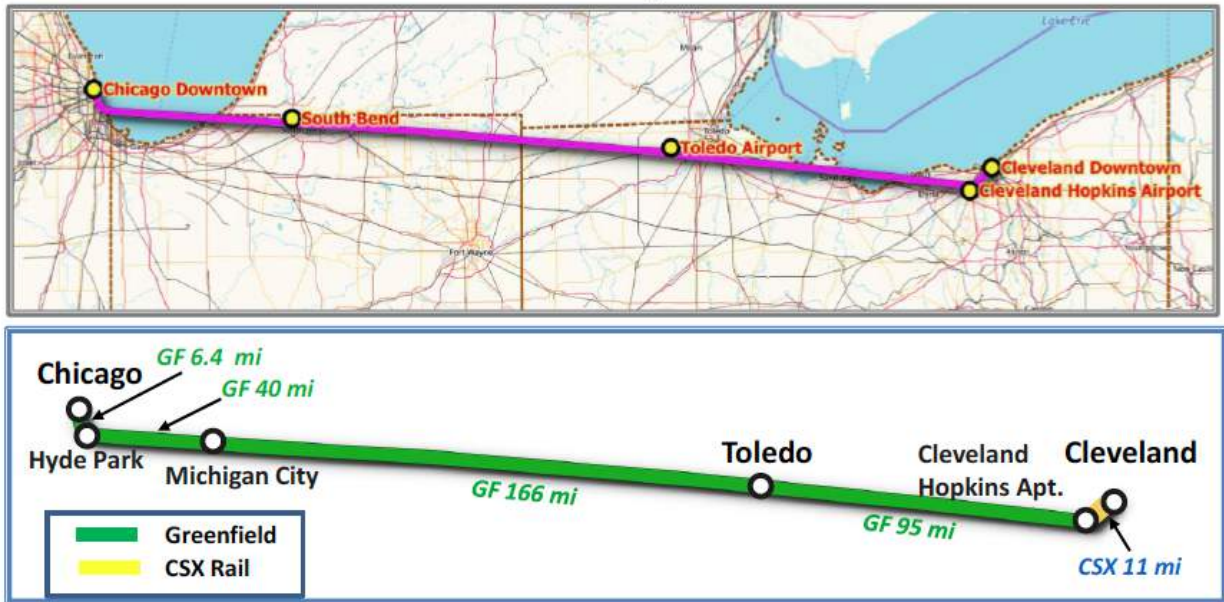 Lake Erie
Chicago Downtown
South Bend
Toledo
Toledo Airport
Cleveland Downtown
Cleveland Hopkins Airport
Fort Wayne
Akron
GF 6.4 mi
Chicago
GF 40 mi
Hyde Park
Michigan City
GF 166 mi
Toledo
Cleveland
Hopkins Apt.
Cleveland
GF 95 mi
CSX 11 mi
Greenfield
CSX Rail